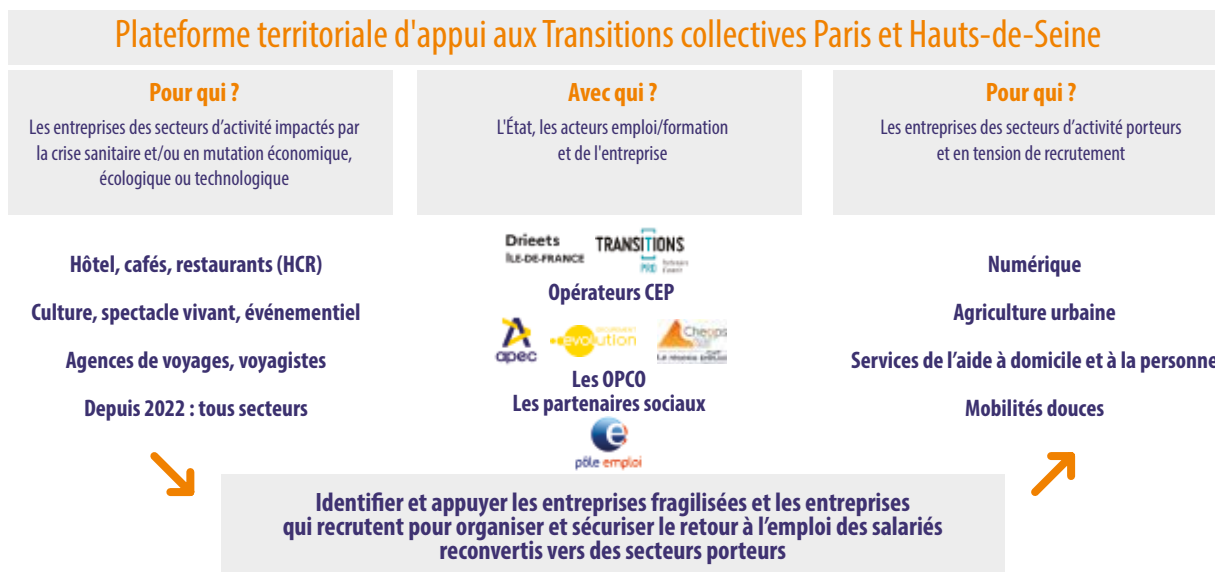 Plateforme territoriale d'appui aux Transitions collectives Paris et Hauts-de-Seine
Pour qui ?
Les entreprises des secteurs d'activité impactés par
la crise sanitaire et/ou en mutation économique,
écologique ou technologique
Hôtel, cafés, restaurants (HCR)
Culture, spectacle vivant, événementiel
Agences de voyages, voyagistes
Depuis 2022 : tous secteurs
Avec qui ?
L'État, les acteurs emploi/formation
et de l'entreprise
Drieets
ÎLE-DE-FRANCE
TRANSITIONS
PRO
Opérateurs CEP
apec
evolution
Cheops
Les OPCO
Les partenaires sociaux
pôle emploi
Pour qui ?
Les entreprises des secteurs d'activité porteurs
et en tension de recrutement
Numérique
Agriculture urbaine
Services de l'aide à domicile et à la personne
Mobilités douces
Identifier et appuyer les entreprises fragilisées et les entreprises
qui recrutent pour organiser et sécuriser le retour à l'emploi des salariés
reconvertis vers des secteurs porteurs